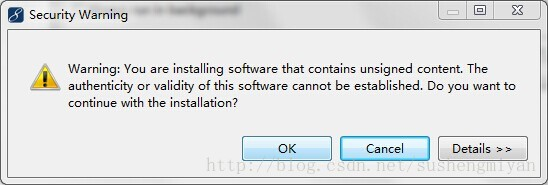 Security Warning
Warning: You are installing software that contains unsigned content. The
authenticity or validity of this software cannot be established. Do you want to
continue with the installation?
OK
Cancel
Details >>
http://blog.csdn.net/sushengmiyan